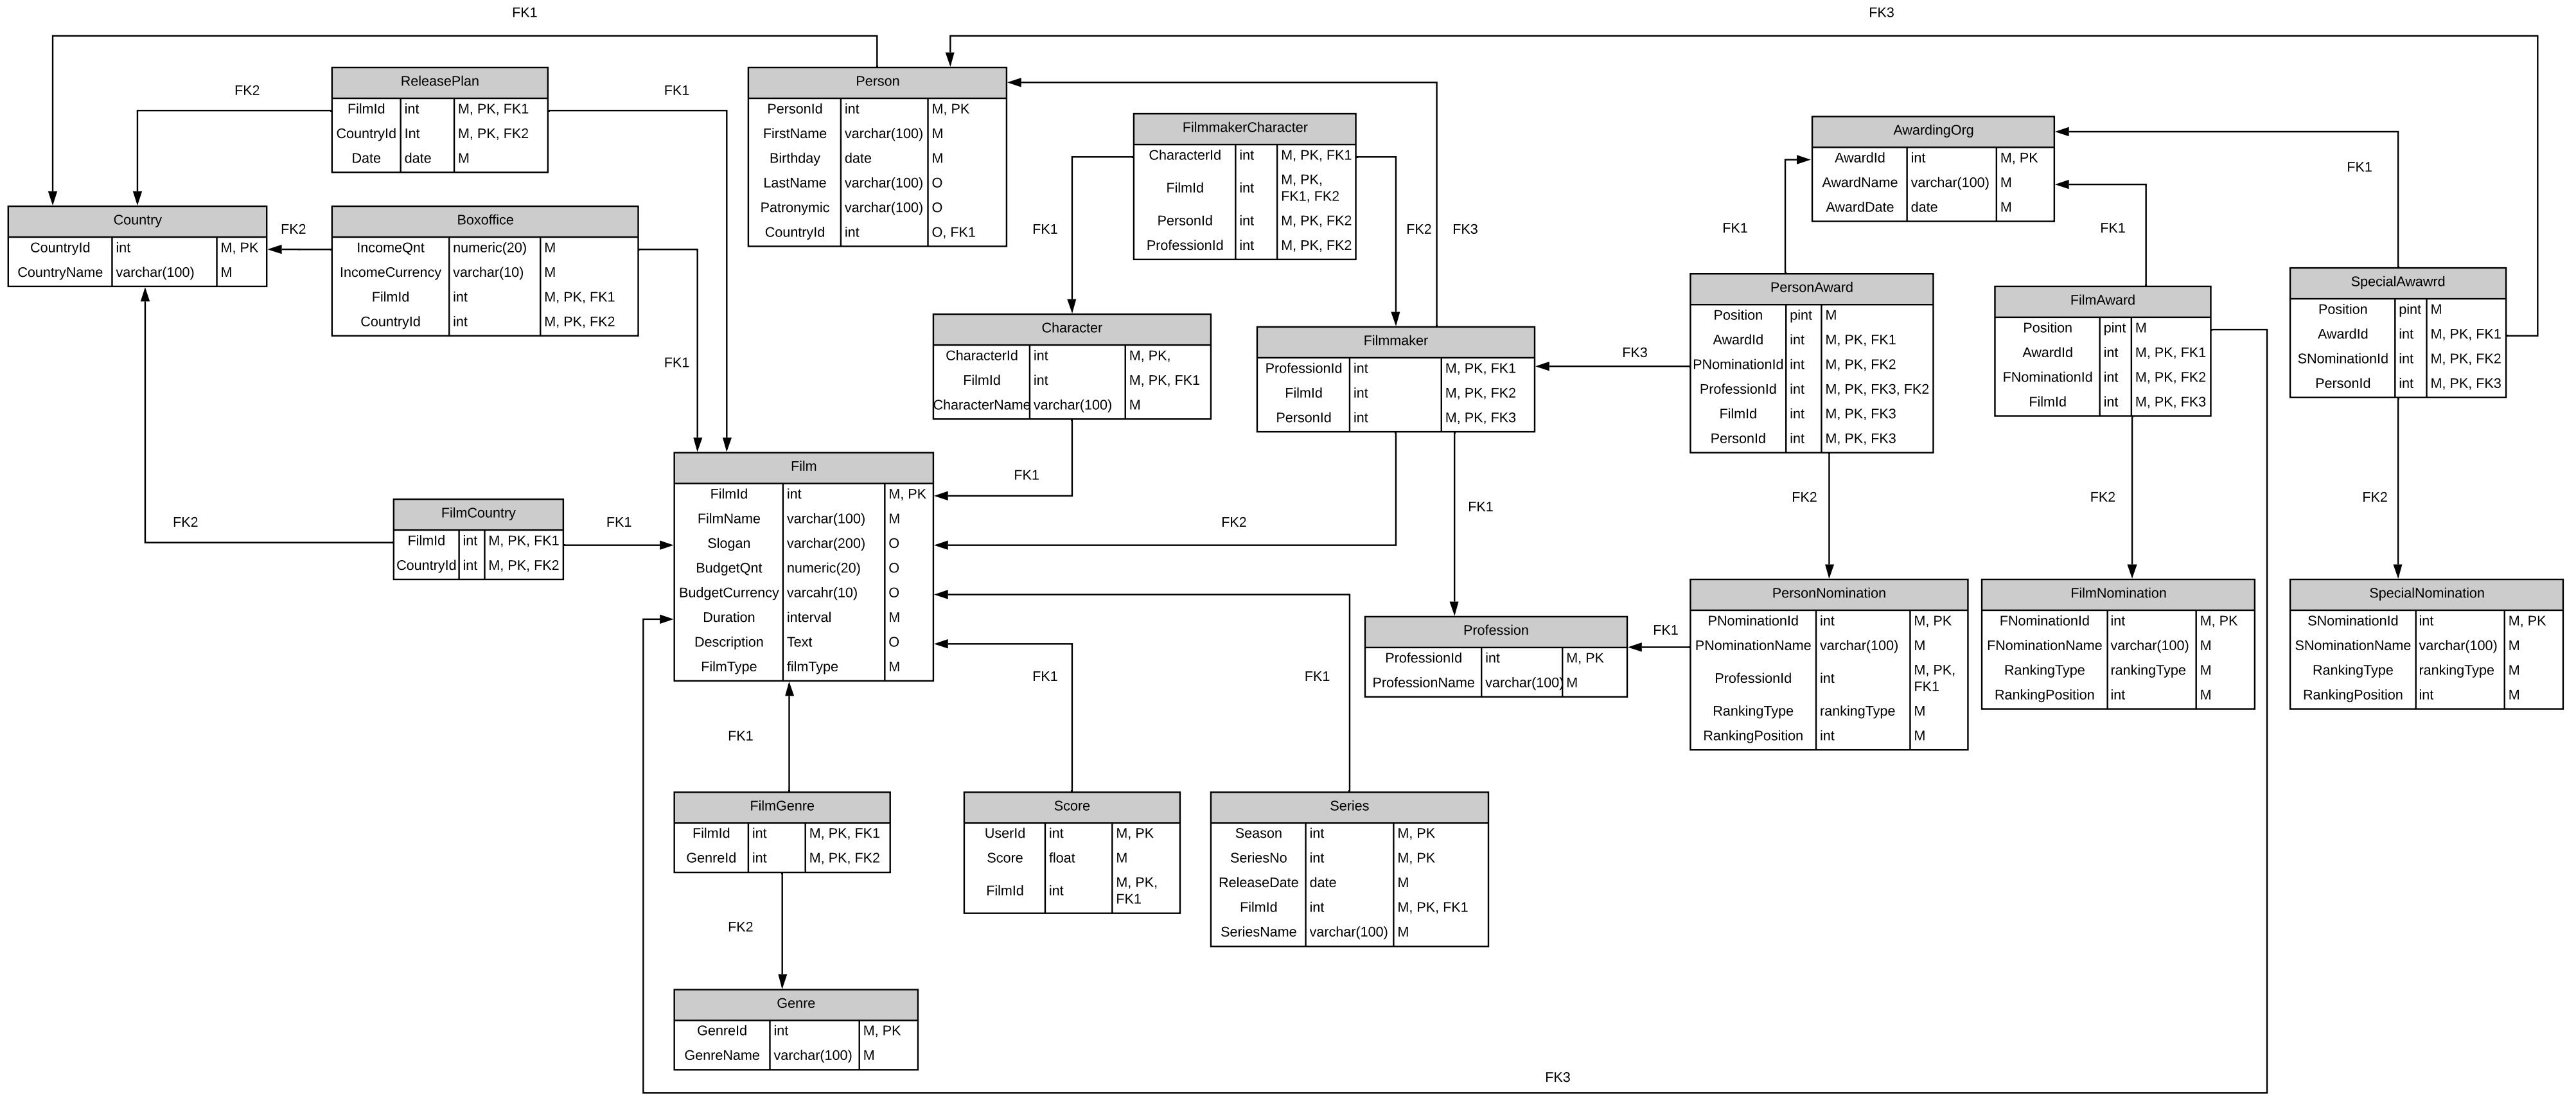 FK1
FK3
ReleasePlan
FilmId int M, PK, FK1
CountryId Int M, PK, FK2
Date date M
FK2
FK1
Person
PersonId int M, PK
FirstName varchar(100) M
Birthday date M
LastName varchar(100) O
Patronymic varchar(100) O
CountryId int O, FK1
FilmmakerCharacter
CharacterId int M, PK, FK1
FilmId int M, PK,
FK1, FK2
PersonId int M, PK, FK2
ProfessionId int M, PK, FK2
AwardingOrg
AwardId int M, PK
AwardName varchar(100) M
AwardDate date M
FK1
Country
CountryId int M, PK
CountryName varchar(100) M
FK2
Boxoffice
IncomeQnt numeric(20) M
IncomeCurrency varchar(10) M
FilmId int M, PK, FK1
CountryId int M, PK, FK2
FK1
FK1
FK2
FK3
FK1
FK1
PersonAward
Position pint M
AwardId int M, PK, FK1
PNominationId int M, PK, FK2
ProfessionId int M, PK, FK3, FK2
FilmId int M, PK, FK3
PersonId int M, PK, FK3
FilmAward
Position pint M
AwardId int M, PK, FK1
FNominationId int M, PK, FK2
FilmId int M, PK, FK3
SpecialAwawrd
Position pint M
AwardId int M, PK, FK1
SNominationId int M, PK, FK2
PersonId int M, PK, FK3
Character
CharacterId int M, PK,
FilmId int M, PK, FK1
CharacterName varchar(100) M
Filmmaker
ProfessionId int M, PK, FK1
FilmId int M, PK, FK2
PersonId int M, PK, FK3
FK3
Film
FilmId int M, PK
FilmName varchar(100) M
Slogan varchar(200) O
BudgetQnt numeric(20) O
BudgetCurrency varcahr(10) O
Duration interval M
Description Text O
FilmType filmType M
FK1
FK2
FK1
FK2
FK2
FK2
FilmCountry
FilmId int M, PK, FK1
CountryId int M, PK, FK2
FK2
FK1
Profession
ProfessionId int M, PK
ProfessionName varchar(100) M
FK1
PersonNomination
PNominationId int M, PK
PNominationName varchar(100) M
ProfessionId int M, PK,
FK1
RankingType rankingType M
RankingPosition int M
FilmNomination
FNominationId int M, PK
FNominationName varchar(100) M
RankingType rankingType M
RankingPosition int M
SpecialNomination
SNominationId int M, PK
SNominationName varchar(100) M
RankingType rankingType M
RankingPosition int M
FK1
FK1
FK1
FilmGenre
FilmId int M, PK, FK1
GenreId int M, PK, FK2
Score
UserId int M, PK
Score float M
FilmId int M, PK,
FK1
Series
Season int M, PK
SeriesNo int M, PK
ReleaseDate date M
FilmId int M, PK, FK1
SeriesName varchar(100) M
FK2
Genre
GenreId int M, PK
GenreName varchar(100) M
FK3